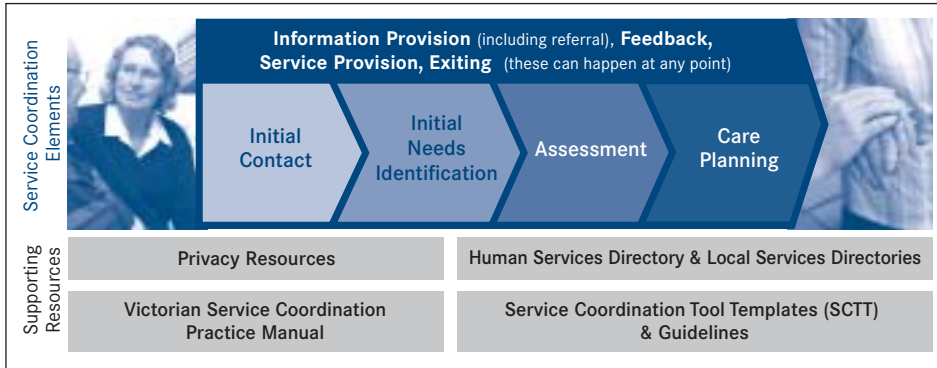 Service Coordination
Elements
Information Provision (including referral), Feedback,
Service Provision, Exiting (these can happen at any point)
Initial
Contact
Initial
Needs
Identification
Assessment
Care
Planning
Supporting
Resources
Privacy Resources
Human Services Directory & Local Services Directories
Victorian Service Coordination
Practice Manual
Service Coordination Tool Templates (SCTT)
& Guidelines